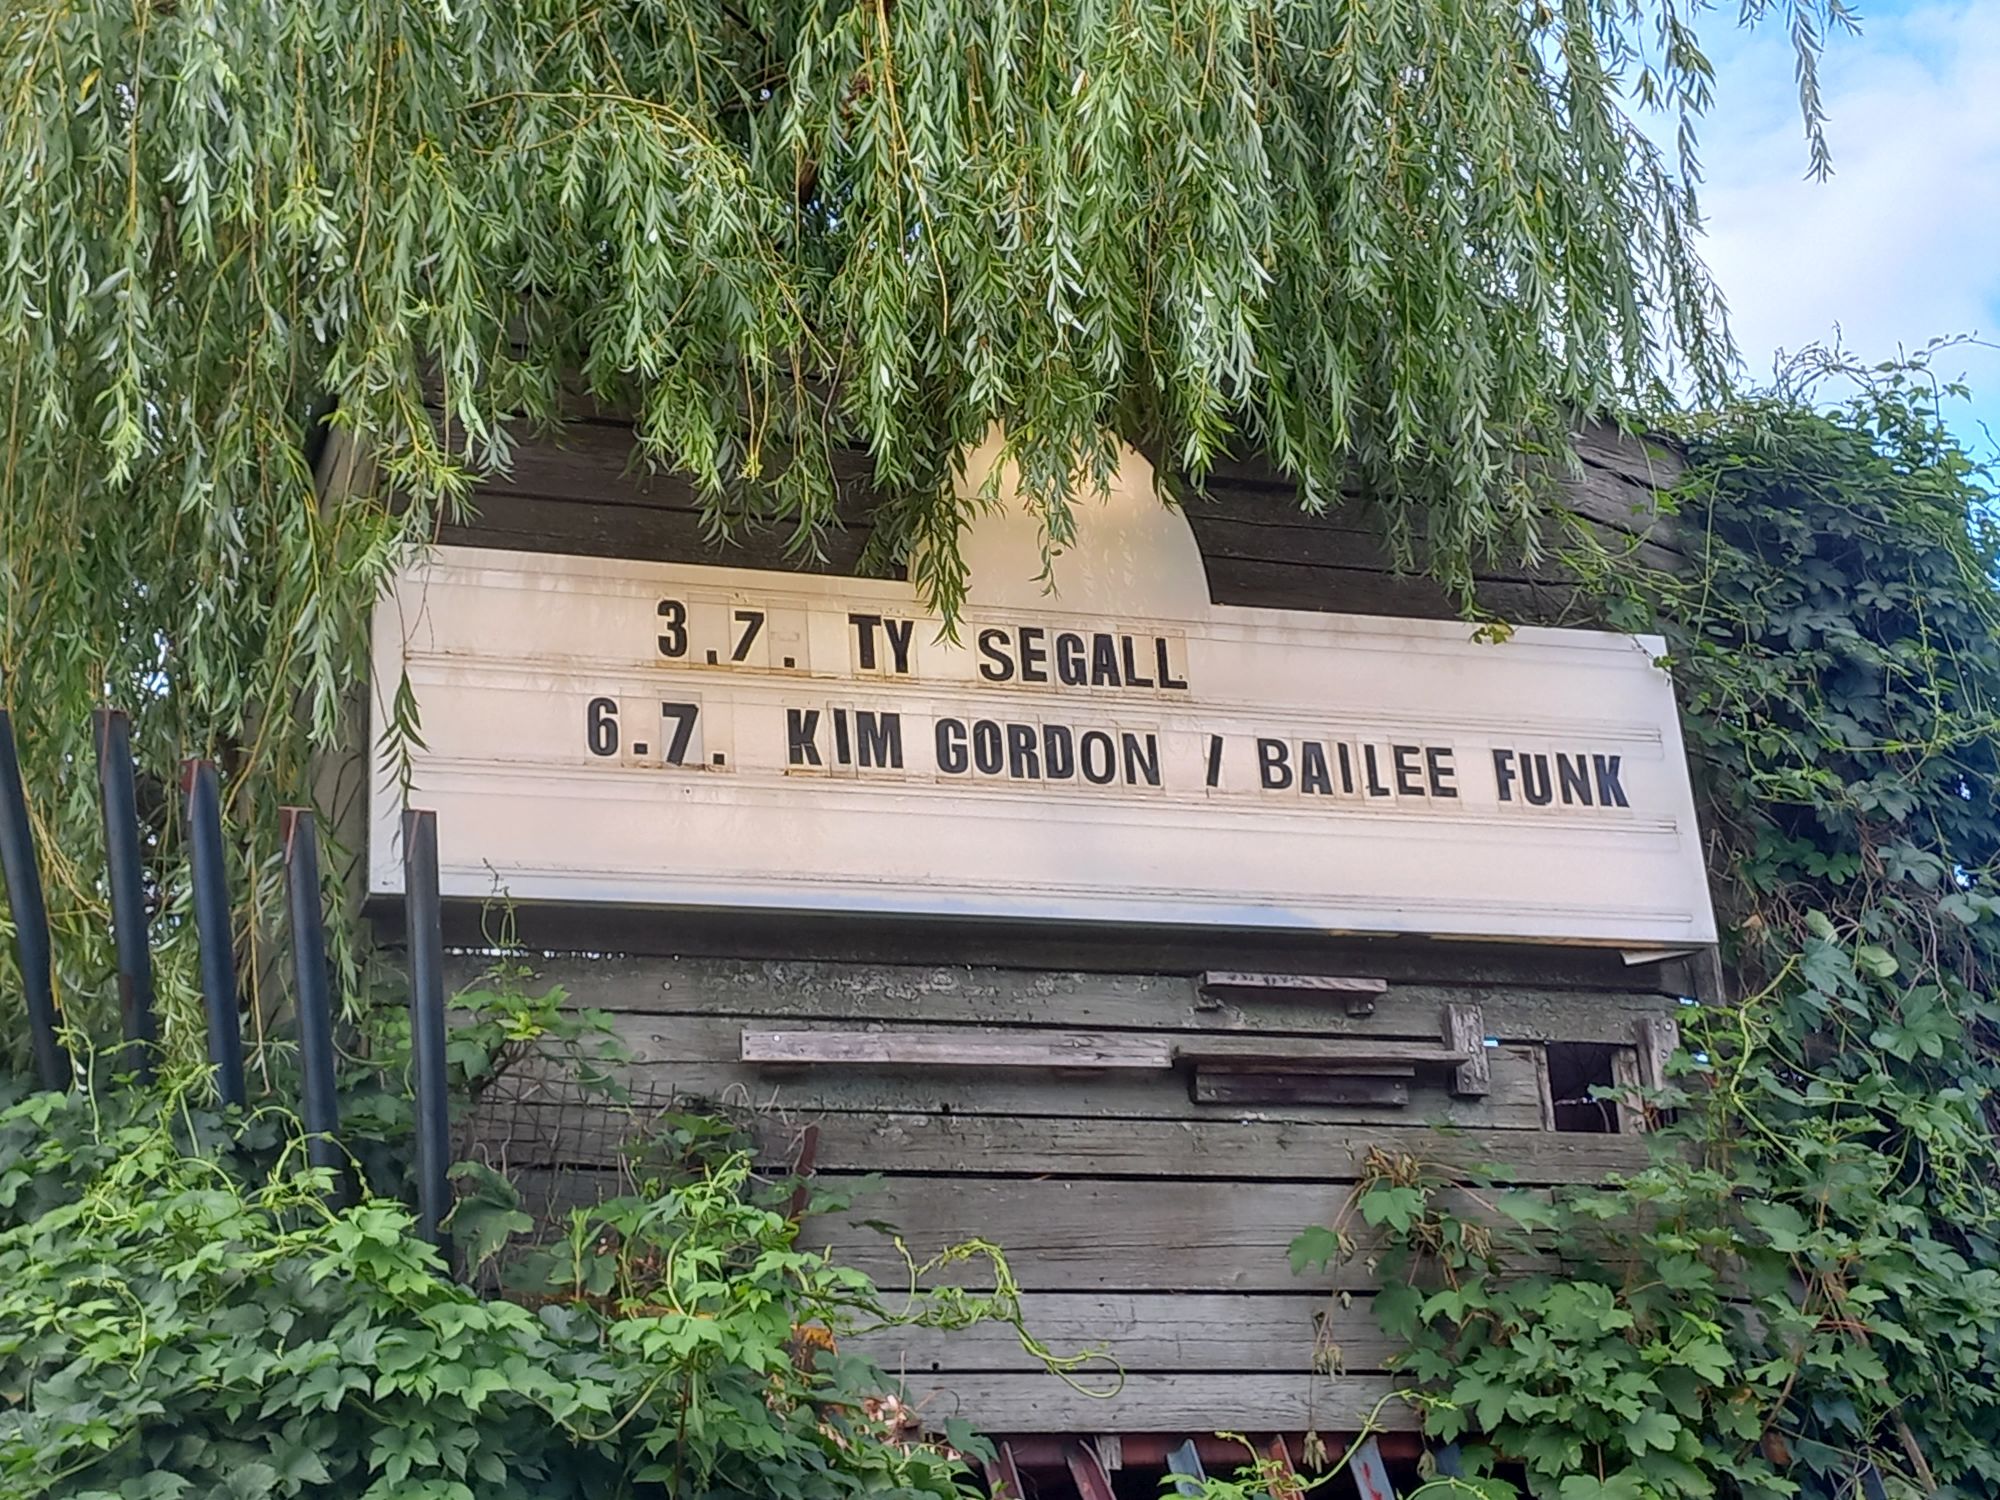 3.7. TY SEGALL
6.7. KIM GORDON / BAILEE FUNK